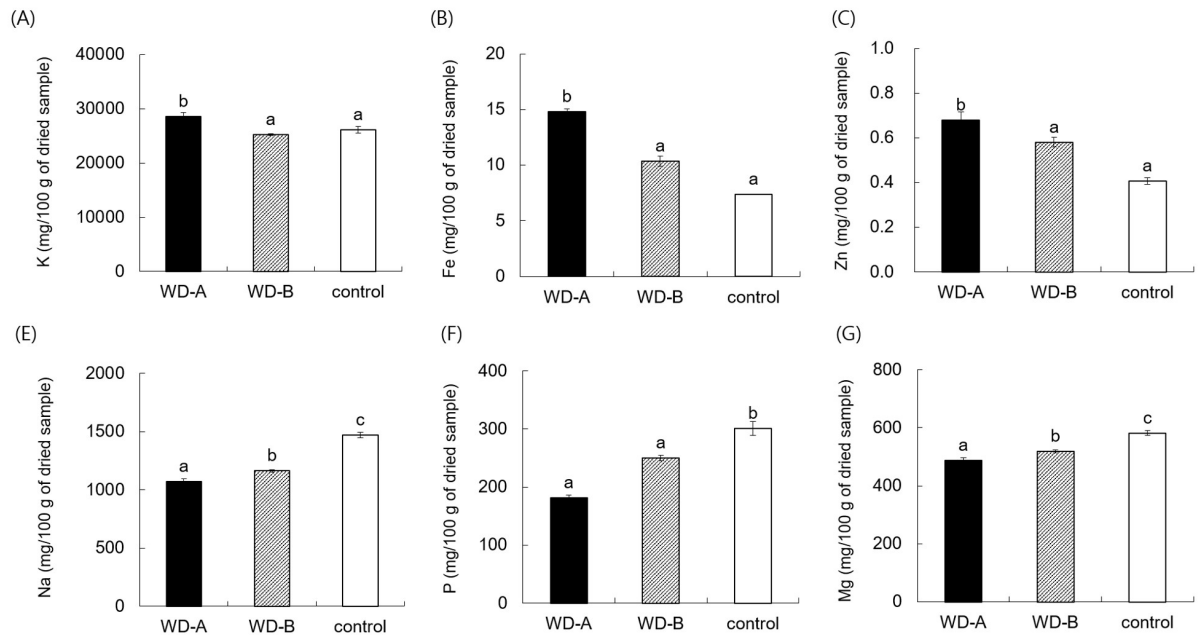 (A)
K (mg/100 g of dried sample)
40000
30000
20000
10000
0
b
a
a
WD-A
WD-B
control
(B)
Fe (mg/100 g of dried sample)
20
15
10
5
0
b
a
a
WD-A
WD-B
control
(C)
Zn (mg/100 g of dried sample)
1.0
0.8
0.6
0.4
0.2
0.0
b
a
a
WD-A
WD-B
control
(E)
Na (mg/100 g of dried sample)
2000
1500
1000
500
0
a
b
c
WD-A
WD-B
control
(F)
P (mg/100 g of dried sample)
400
300
200
100
0
a
a
b
WD-A
WD-B
control
(G)
Mg (mg/100 g of dried sample)
800
600
400
200
0
a
b
c
WD-A
WD-B
control